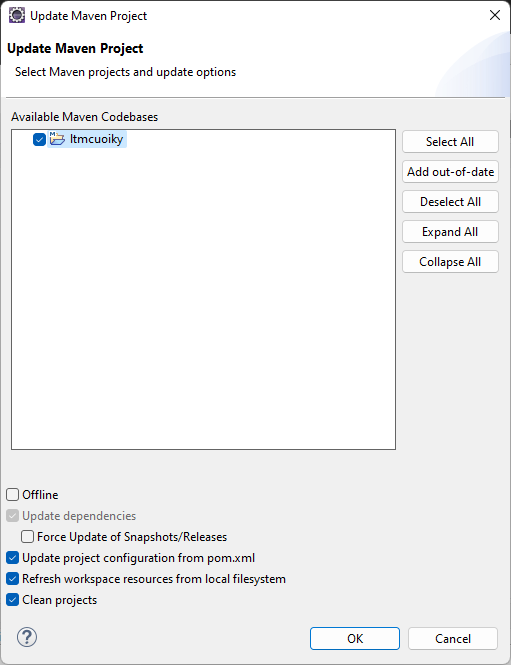 Update Maven Project
Update Maven Project
Select Maven projects and update options
Available Maven Codebases
ltmcuoiky
Select All
Add out-of-date
Deselect All
Expand All
Collapse All
Offline
Update dependencies
Force Update of Snapshots/Releases
Update project configuration from pom.xml
Refresh workspace resources from local filesystem
Clean projects
?
OK
Cancel